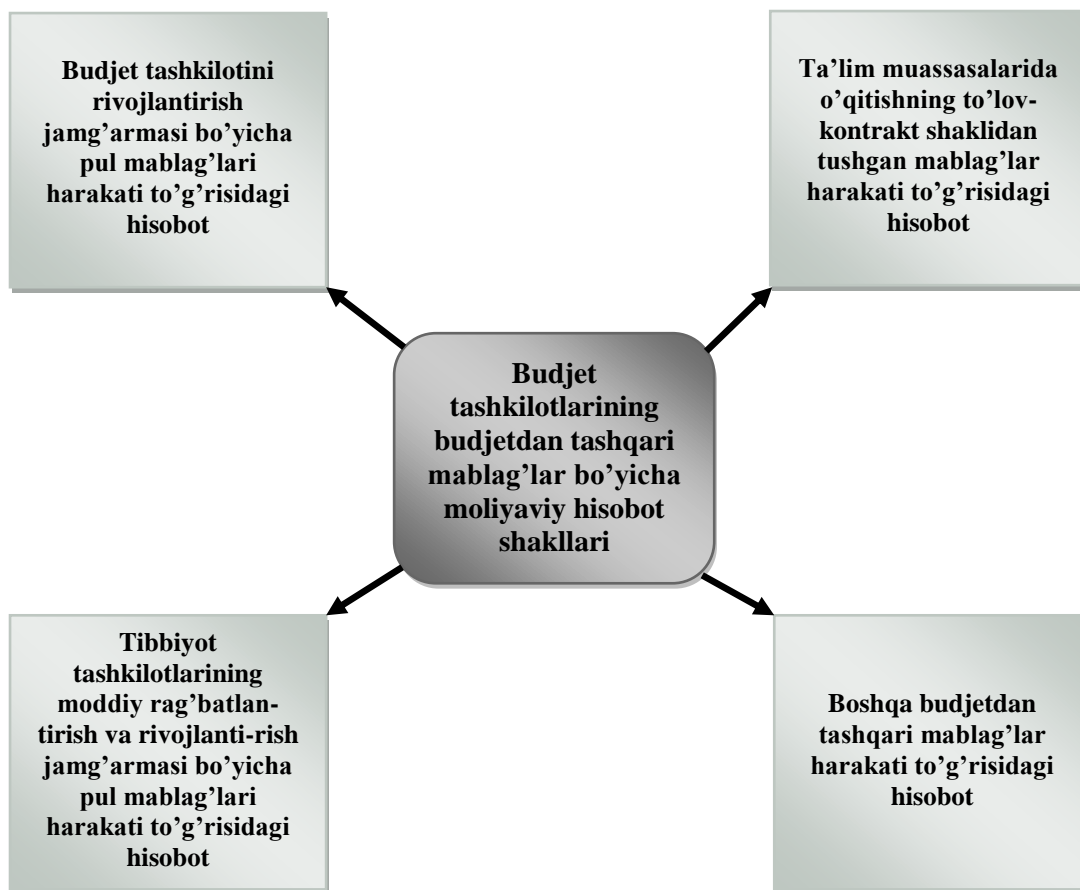 Budjet tashkilotini
rivojlantirish
jamg’armasi bo’yicha
pul mablag’lari
harakati to’g’risidagi
hisobot
Ta’lim muassasalarida
o’qitishning to’lov-
kontrakt shaklidan
tushgan mablag’lar
harakati to’g’risidagi
hisobot
Budjet
tashkilotlarining
budjetdan tashqari
mablag’lar bo’yicha
moliyaviy hisobot
shakllari
Tibbiyot
tashkilotlarining
moddiy rag’batlan-
tirish va rivojlanti-rish
jamg’armasi bo’yicha
pul mablag’lari
harakati to’g’risidagi
hisobot
Boshqa budjetdan
tashqari mablag’lar
harakati to’g’risidagi
hisobot